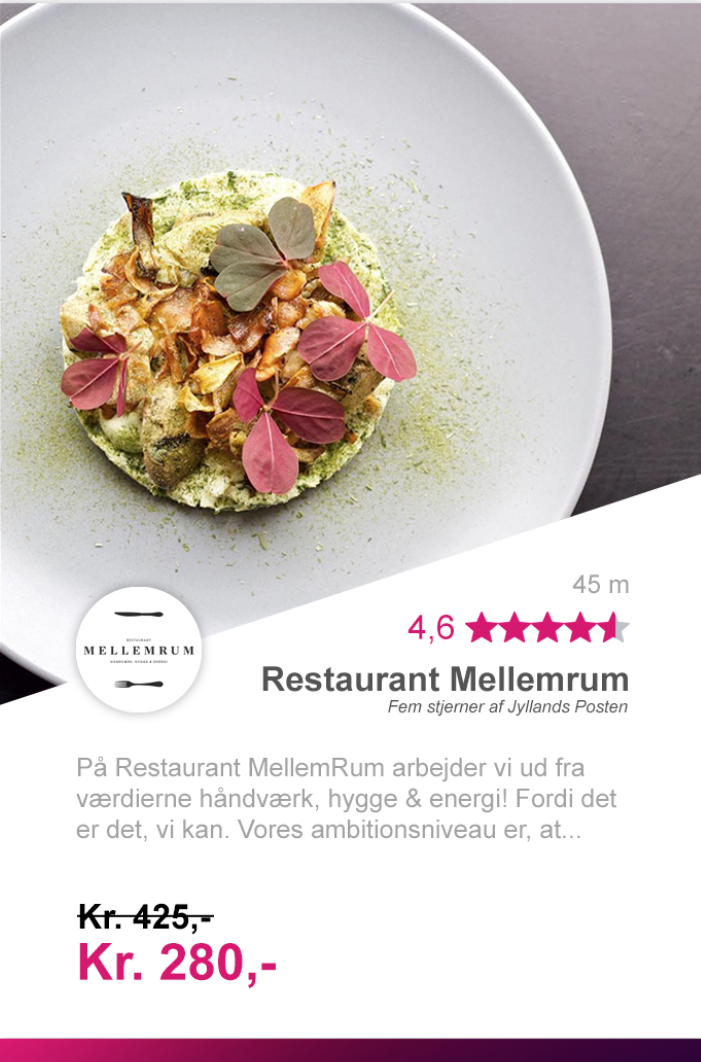 45 m
4,6
RESTAURANT
MELLEMRUM
HÅNDVÆRK, HYGGE & ENERGI
Restaurant Mellemrum
Fem stjerner af Jyllands Posten
På Restaurant MellemRum arbejder vi ud fra
værdierne håndværk, hygge & energi! Fordi det
er det, vi kan. Vores ambitionsniveau er, at...
Kr. 425,-
Kr. 280,-